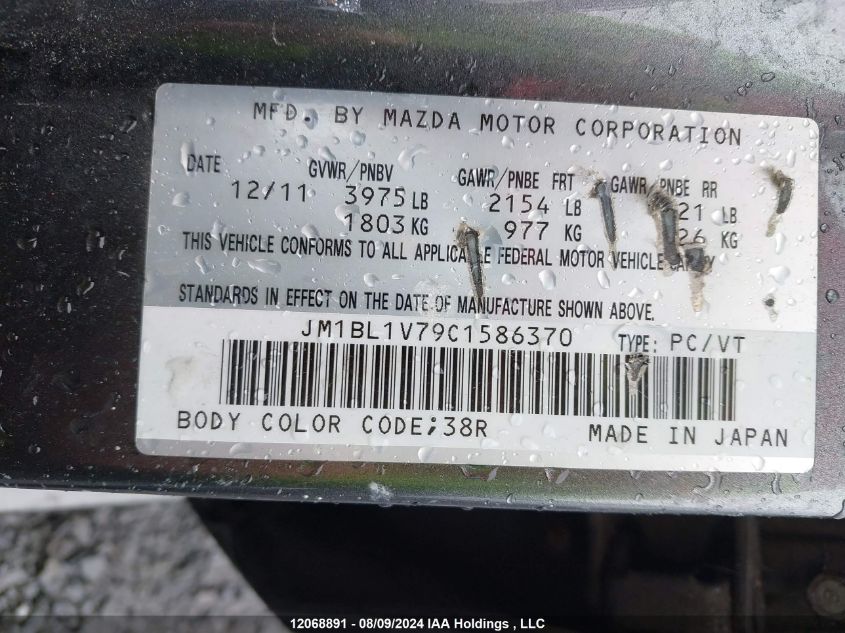 MFD. BY MAZDA MOTOR CORPORATION
DATE GVWR/PNBV GAWR/PNBE FRT GAWR/PNBE RR
12/11 3975 LB 2154 LB 21 LB
1803 KG 977 KG 26 KG
THIS VEHICLE CONFORMS TO ALL APPLICABLE FEDERAL MOTOR VEHICLE
STANDARDS IN EFFECT ON THE DATE OF MANUFACTURE SHOWN ABOVE.
JM1BL1V79C1586370 TYPE: PC/VT
BODY COLOR CODE;38R MADE IN JAPAN
12068891 - 08/09/2024 IAA Holdings , LLC